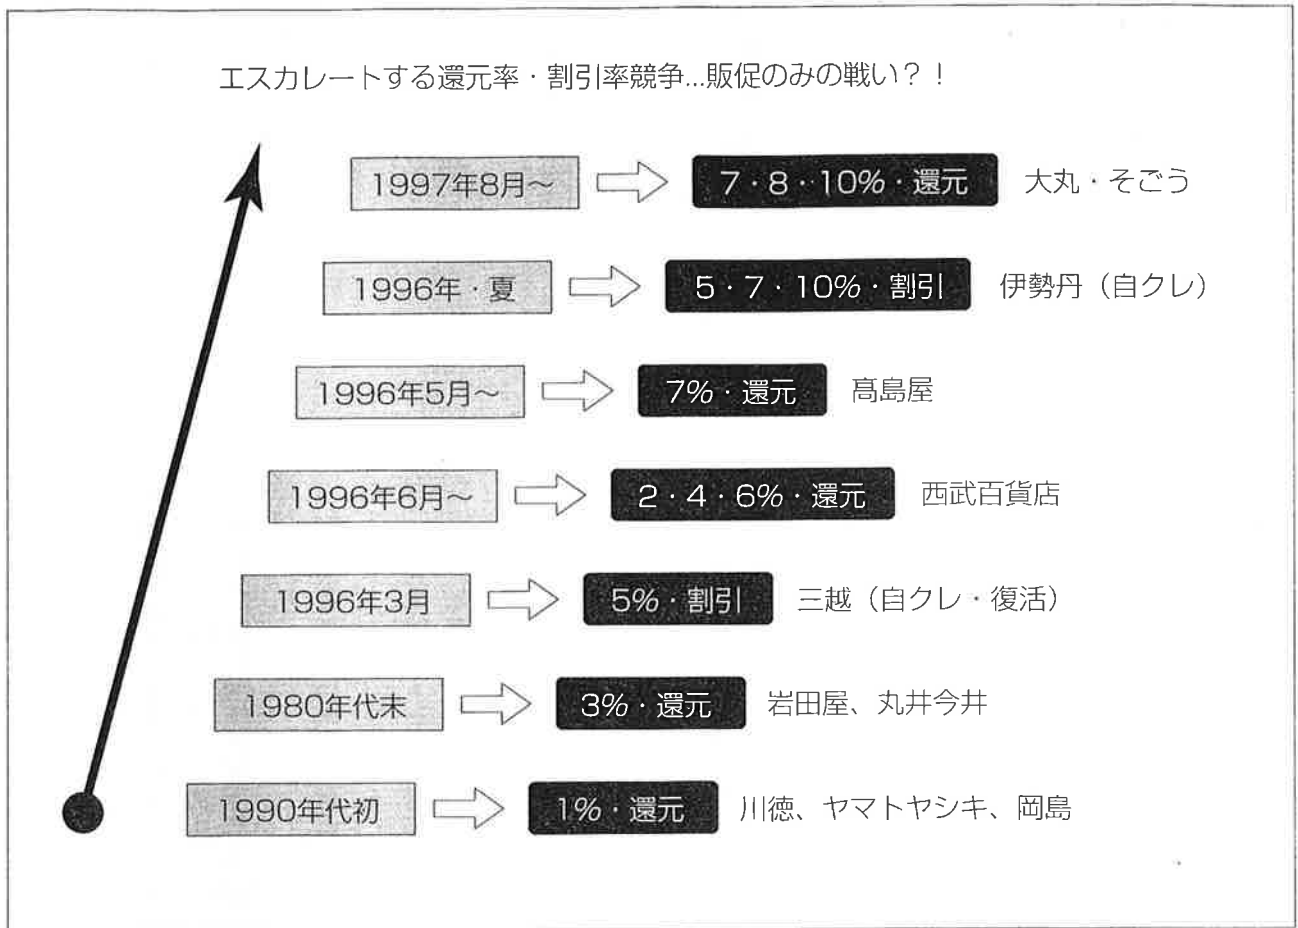 エスカレートする還元率・割引率競争...販促のみの戦い？！
1997年8月～ 7・8・10%・還元 大丸・そごう
1996年・夏 5・7・10%・割引 伊勢丹（自クレ）
1996年5月～ 7%・還元 髙島屋
1996年6月～ 2・4・6%・還元 西武百貨店
1996年3月 5%・割引 三越（自クレ・復活）
1980年代末 3%・還元 岩田屋、丸井今井
1990年代初 1%・還元 川徳、ヤマトヤシキ、岡島